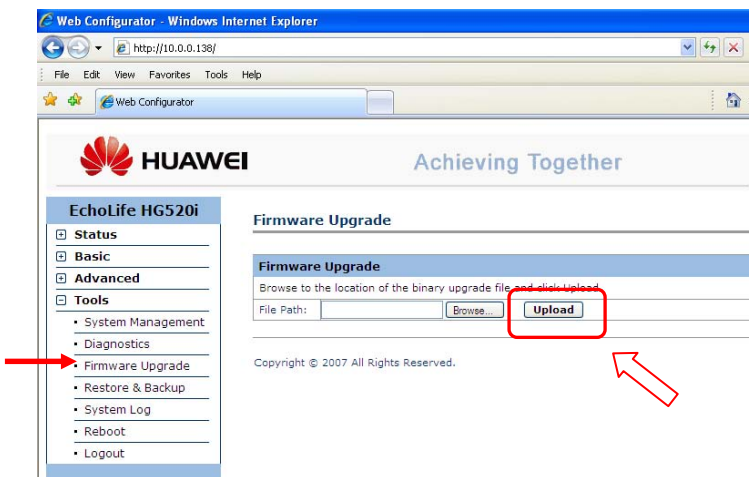 Web Configurator - Windows Internet Explorer
http://10.0.0.138/
File Edit View Favorites Tools Help
Web Configurator
HUAWEI
Achieving Together
EchoLife HG520i
Status
Basic
Advanced
Tools
System Management
Diagnostics
Firmware Upgrade
Restore & Backup
System Log
Reboot
Logout
Firmware Upgrade
Firmware Upgrade
Browse to the location of the binary upgrade file and click Upload
File Path: Browse... Upload
Copyright © 2007 All Rights Reserved.